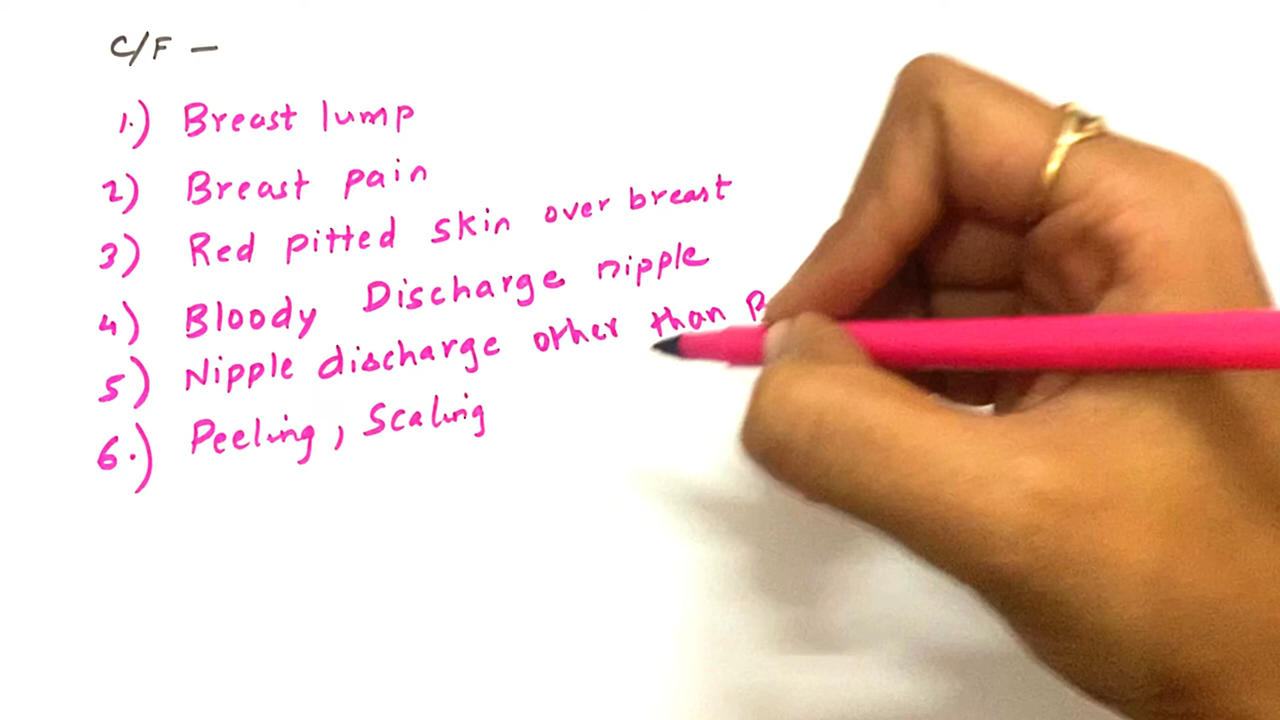 C/F –
1.) Breast lump
2) Breast pain
3) Red pitted skin over breast
4) Bloody Discharge nipple
5) Nipple discharge other than
6.) Peeling, Scaling